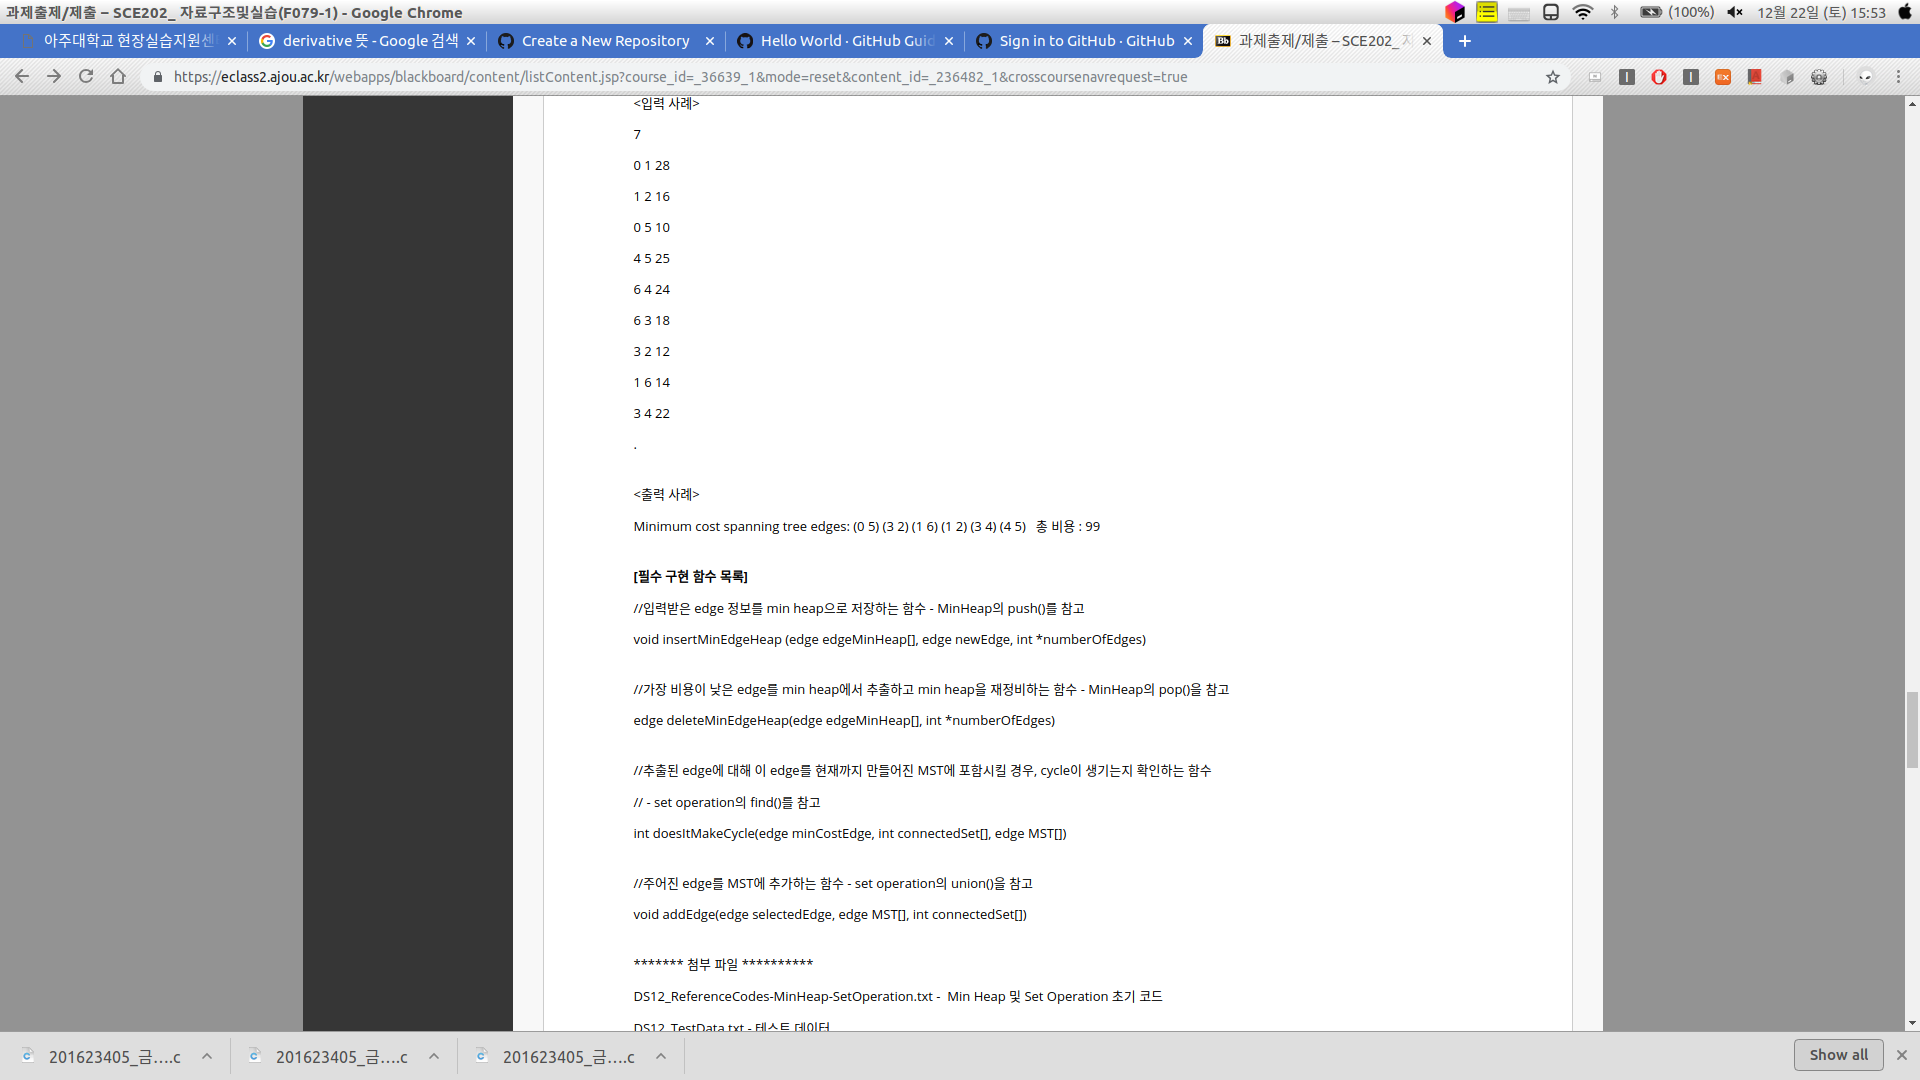 과제출제/제출 – SCE202_ 자료구조및실습(F079-1) - Google Chrome
(100%) 12월 22일 (토) 15:53
아주대학교 현장실습지원센
derivative 뜻 - Google 검색
Create a New Repository
Hello World · GitHub Guid
Sign in to GitHub · GitHub
과제출제/제출 – SCE202_
https://eclass2.ajou.ac.kr/webapps/blackboard/content/listContent.jsp?course_id=_36639_1&mode=reset&content_id=_236482_1&crosscoursenavrequest=true
<입력 사례>
7
0 1 28
1 2 16
0 5 10
4 5 25
6 4 24
6 3 18
3 2 12
1 6 14
3 4 22
.
<출력 사례>
Minimum cost spanning tree edges: (0 5) (3 2) (1 6) (1 2) (3 4) (4 5)   총 비용 : 99
[필수 구현 함수 목록]
//입력받은 edge 정보를 min heap으로 저장하는 함수 - MinHeap의 push()를 참고
void insertMinEdgeHeap (edge edgeMinHeap[], edge newEdge, int *numberOfEdges)
//가장 비용이 낮은 edge를 min heap에서 추출하고 min heap을 재정비하는 함수 - MinHeap의 pop()을 참고
edge deleteMinEdgeHeap(edge edgeMinHeap[], int *numberOfEdges)
//추출된 edge에 대해 이 edge를 현재까지 만들어진 MST에 포함시킬 경우, cycle이 생기는지 확인하는 함수
// - set operation의 find()를 참고
int doesItMakeCycle(edge minCostEdge, int connectedSet[], edge MST[])
//주어진 edge를 MST에 추가하는 함수 - set operation의 union()을 참고
void addEdge(edge selectedEdge, edge MST[], int connectedSet[])
******* 첨부 파일 **********
DS12_ReferenceCodes-MinHeap-SetOperation.txt -  Min Heap 및 Set Operation 초기 코드
DS12_TestData.txt - 테스트 데이터
201623405_금....c
201623405_금....c
201623405_금....c
Show all